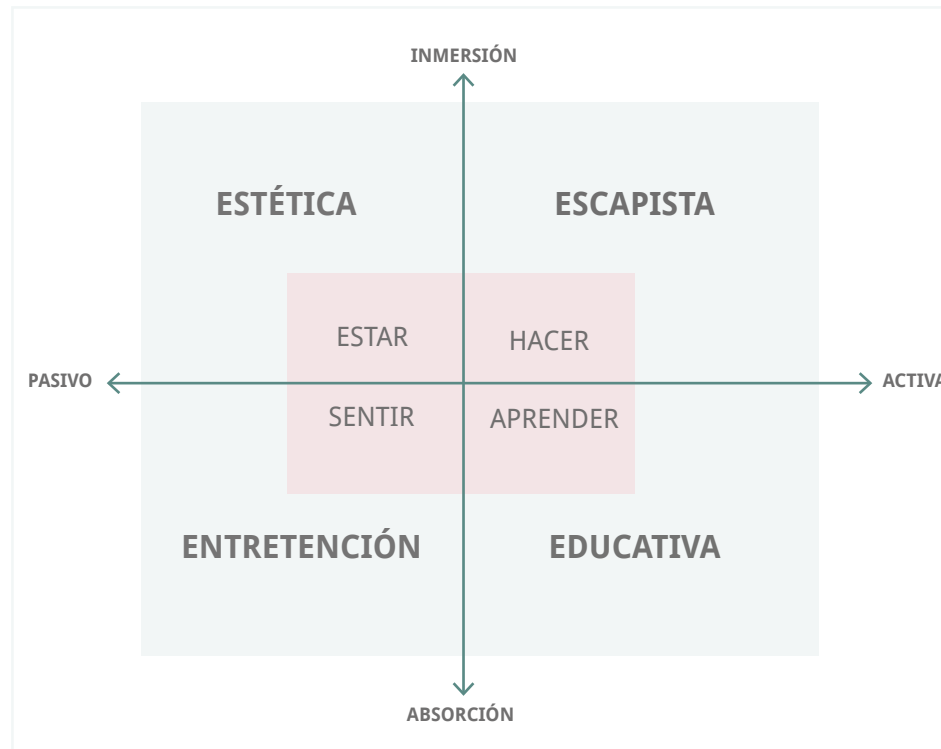 INMERSIÓN
ESTÉTICA
ESCAPISTA
ESTAR
HACER
PASIVO
ACTIVA
SENTIR
APRENDER
ENTRETENCIÓN
EDUCATIVA
ABSORCIÓN